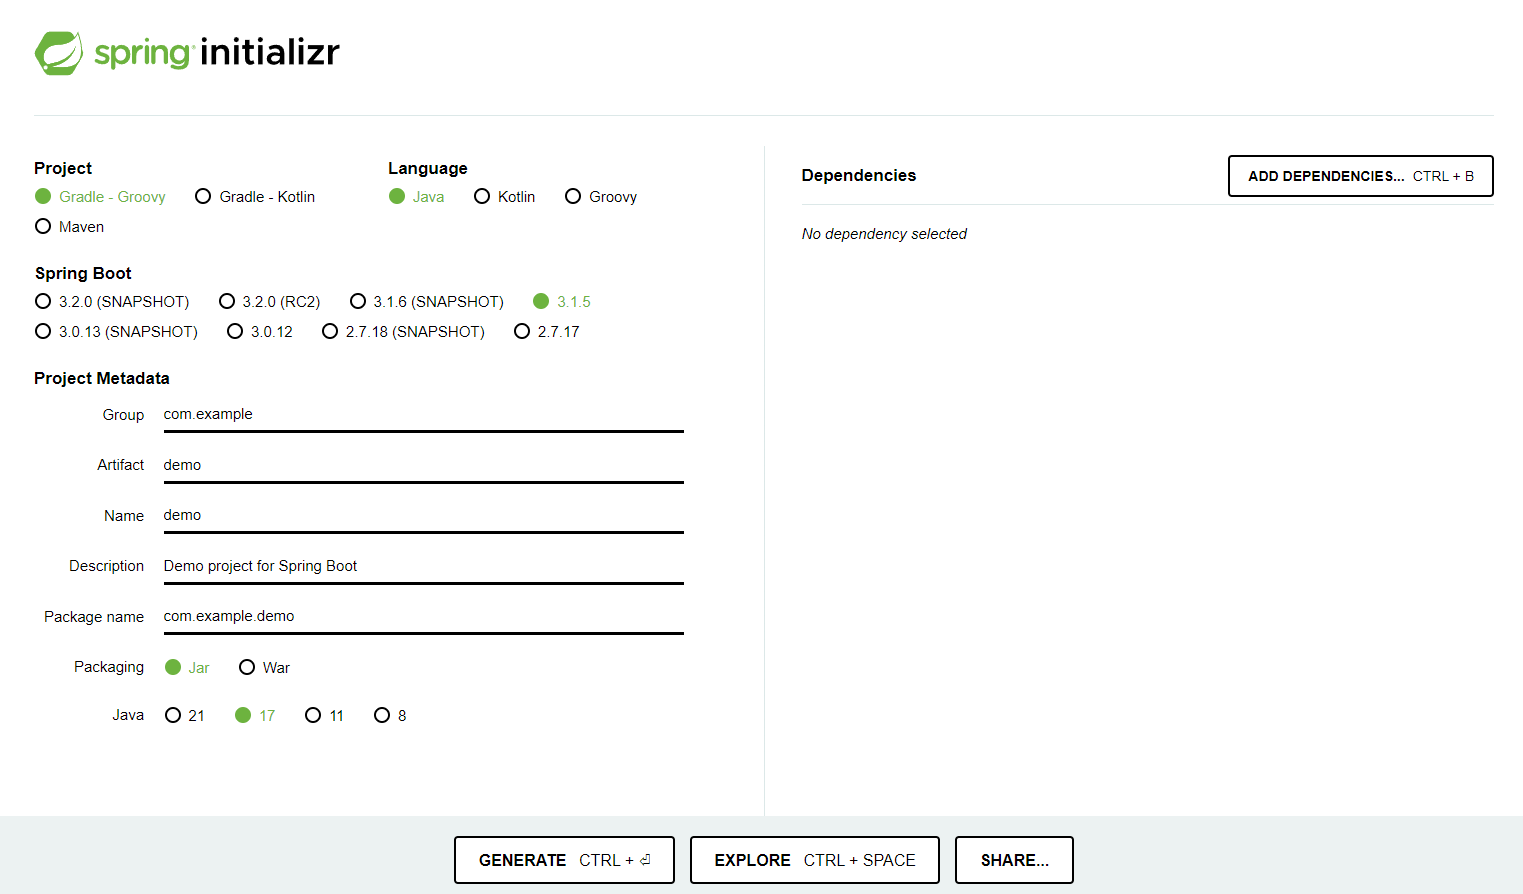 spring initializr
Project
Gradle - Groovy Gradle - Kotlin
Maven
Language
Java Kotlin Groovy
Spring Boot
3.2.0 (SNAPSHOT) 3.2.0 (RC2) 3.1.6 (SNAPSHOT) 3.1.5
3.0.13 (SNAPSHOT) 3.0.12 2.7.18 (SNAPSHOT) 2.7.17
Project Metadata
Group com.example
Artifact demo
Name demo
Description Demo project for Spring Boot
Package name com.example.demo
Packaging Jar War
Java 21 17 11 8
Dependencies
ADD DEPENDENCIES... CTRL + B
No dependency selected
GENERATE CTRL + ⏎
EXPLORE CTRL + SPACE
SHARE...